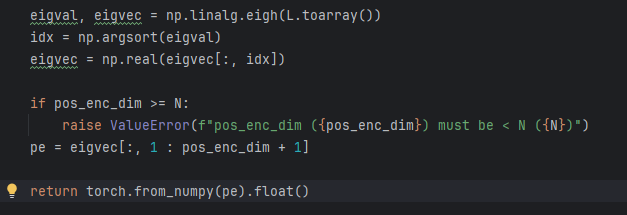 eigval, eigvec = np.linalg.eigh(L.toarray())
idx = np.argsort(eigval)
eigvec = np.real(eigvec[:, idx])
if pos_enc_dim >= N:
raise ValueError(f"pos_enc_dim ({pos_enc_dim}) must be < N ({N})")
pe = eigvec[:, 1 : pos_enc_dim + 1]
return torch.from_numpy(pe).float()